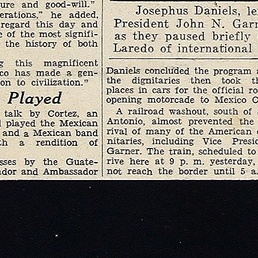 ure and good-will."
erations," he added,
regard this day and
e of the most signifi-
the history of both
ng this magnificent
co has made a gen-
n to civilization."
Played
talk by Cortez, an
d played the Mexican
and a Mexican band
th a rendition of
sses by the Guate-
dor and Ambassador
Josephus Daniels, le
President John N. Garn
as they paused briefly
Laredo of international
Daniels concluded the program
dignitaries then took the
places in cars for the official ro
opening motorcade to Mexico C
A railroad washout, south of
Antonio, almost prevented the
rival of many of the American d
nitaries, including Vice Presid
Garner. The train, scheduled to
rive here at 9 p. m. yesterday,
not reach the border until 5 a.